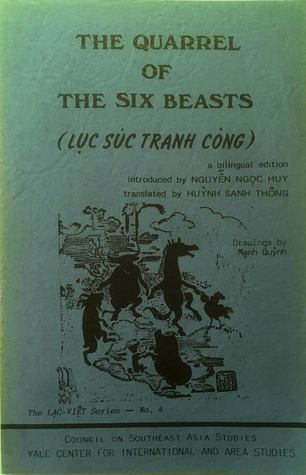 THE QUARREL
OF
THE SIX BEASTS
(LỤC SÚC TRANH CÔNG)
a bilingual edition
introduced by NGUYỄN NGỌC HUY
translated by HUỲNH SANH THÔNG
Drawings by
Mạnh Quỳnh
The LẠC-VIỆT Series — No. 4
COUNCIL ON SOUTHEAST ASIA STUDIES
YALE CENTER FOR INTERNATIONAL AND AREA STUDIES